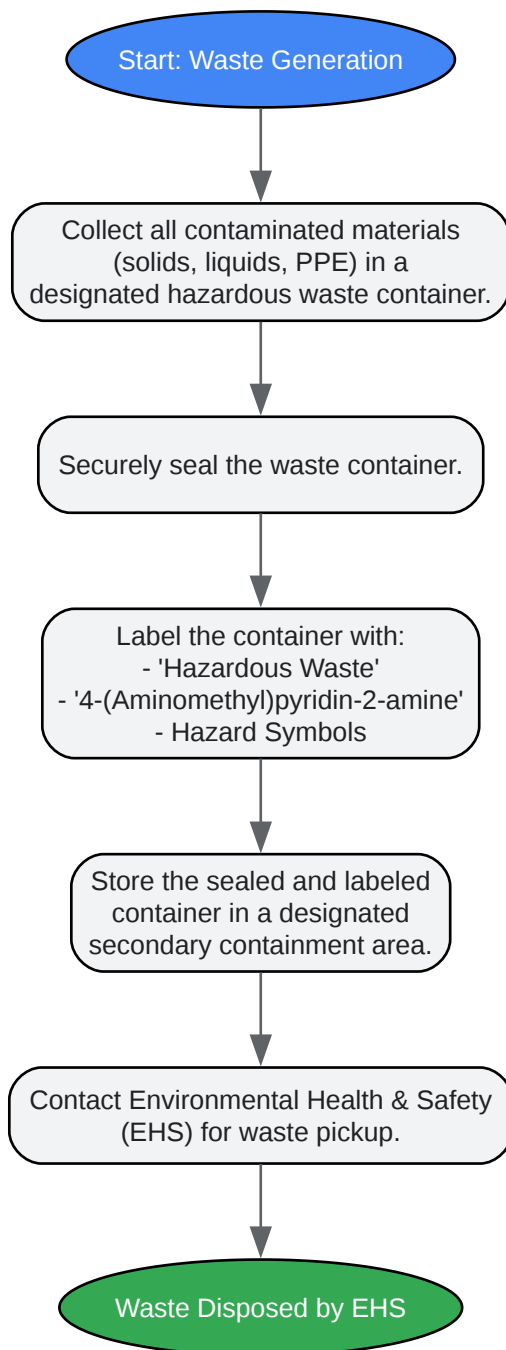 Start: Waste Generation
Collect all contaminated materials
(solids, liquids, PPE) in a
designated hazardous waste container.
Securely seal the waste container.
Label the container with:
- 'Hazardous Waste'
- '4-(Aminomethyl)pyridin-2-amine'
- Hazard Symbols
Store the sealed and labeled
container in a designated
secondary containment area.
Contact Environmental Health & Safety
(EHS) for waste pickup.
Waste Disposed by EHS